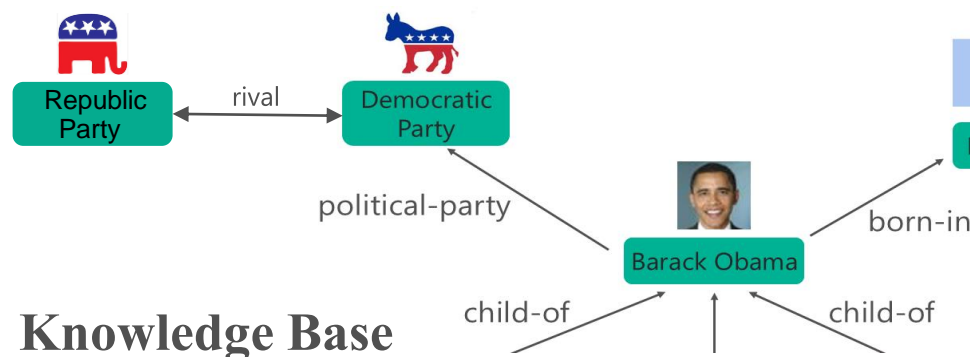 Republic
Party
rival
Democratic
Party
political-party
born-in
Barack Obama
child-of
child-of
Knowledge Base